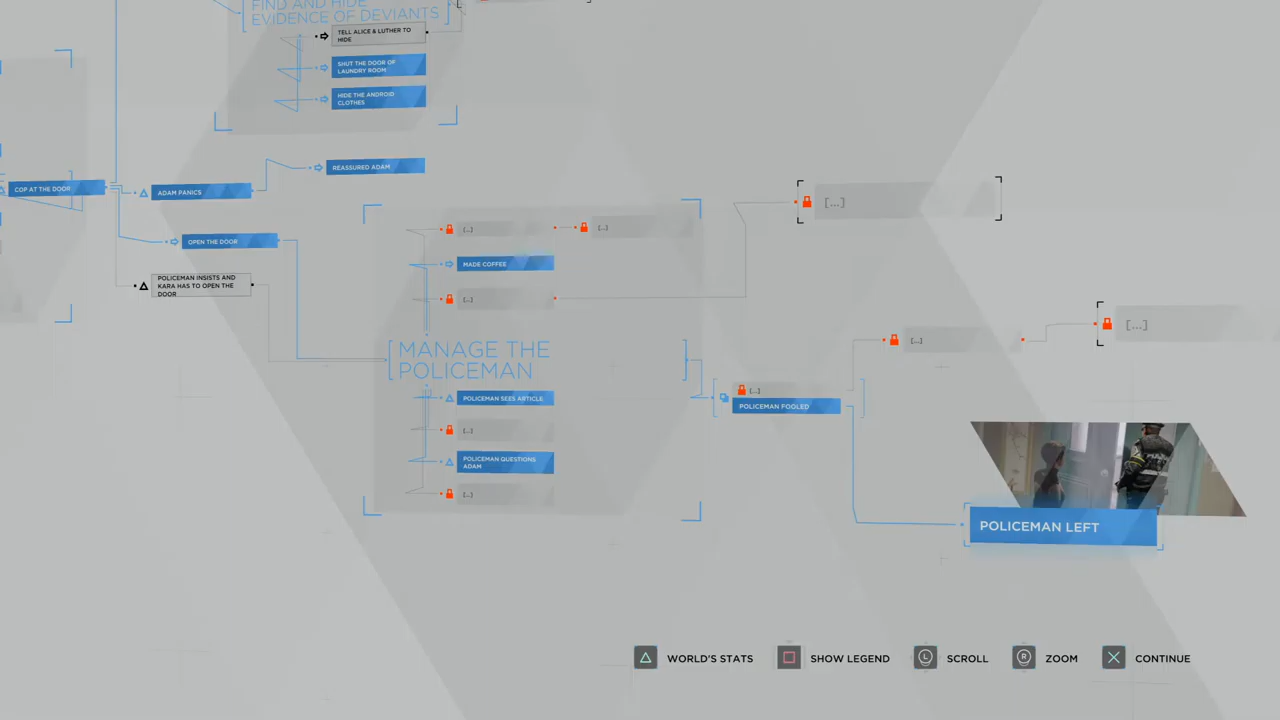 FIND AND HIDE
EVIDENCE OF DEVIANTS
TELL ALICE & LUTHER TO
HIDE
SHUT THE DOOR OF
LAUNDRY ROOM
HIDE THE ANDROID
CLOTHES
COP AT THE DOOR
ADAM PANICS
REASSURED ADAM
OPEN THE DOOR
POLICEMAN INSISTS AND
KARA HAS TO OPEN THE
DOOR
[...]
[...]
MADE COFFEE
[...]
MANAGE THE
POLICEMAN
POLICEMAN SEES ARTICLE
[...]
POLICEMAN QUESTIONS
ADAM
[...]
[...]
[...]
[...]
[...]
POLICEMAN FOOLED
POLICEMAN LEFT
WORLD'S STATS
SHOW LEGEND
L
SCROLL
R
ZOOM
CONTINUE